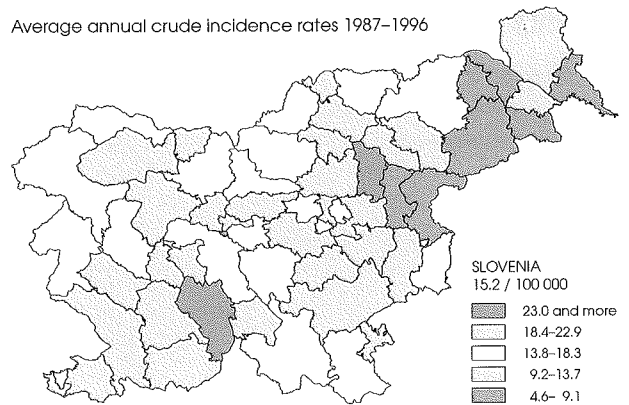 Average annual crude incidence rates 1987–1996
SLOVENIA
15.2 / 100 000
23.0 and more
18.4–22.9
13.8–18.3
9.2–13.7
4.6– 9.1